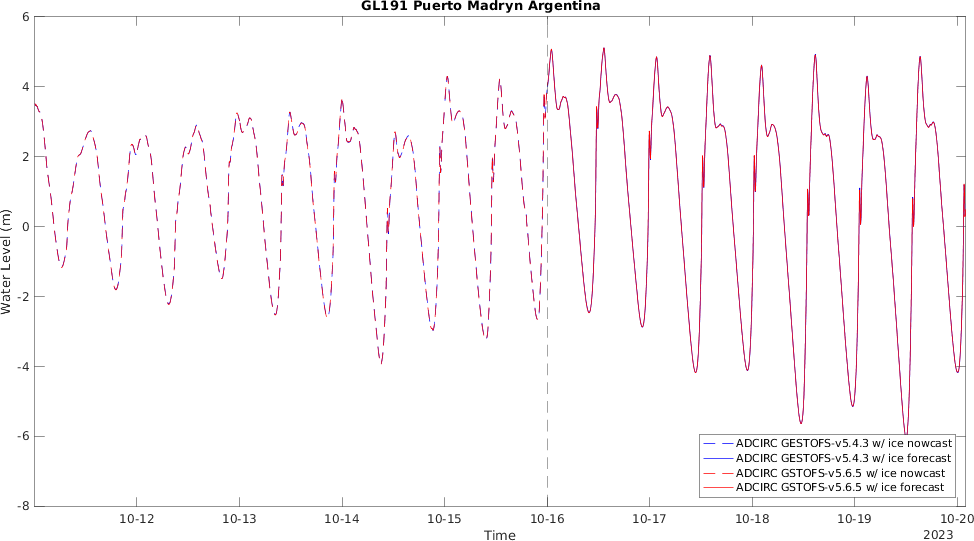 GL191 Puerto Madryn Argentina
6
4
2
0
-2
-4
-6
-8
Water Level (m)
10-12
10-13
10-14
10-15
10-16
10-17
10-18
10-19
10-20
Time
2023
ADCIRC GESTOFS-v5.4.3 w/ ice nowcast
ADCIRC GESTOFS-v5.4.3 w/ ice forecast
ADCIRC GSTOFS-v5.6.5 w/ ice nowcast
ADCIRC GSTOFS-v5.6.5 w/ ice forecast